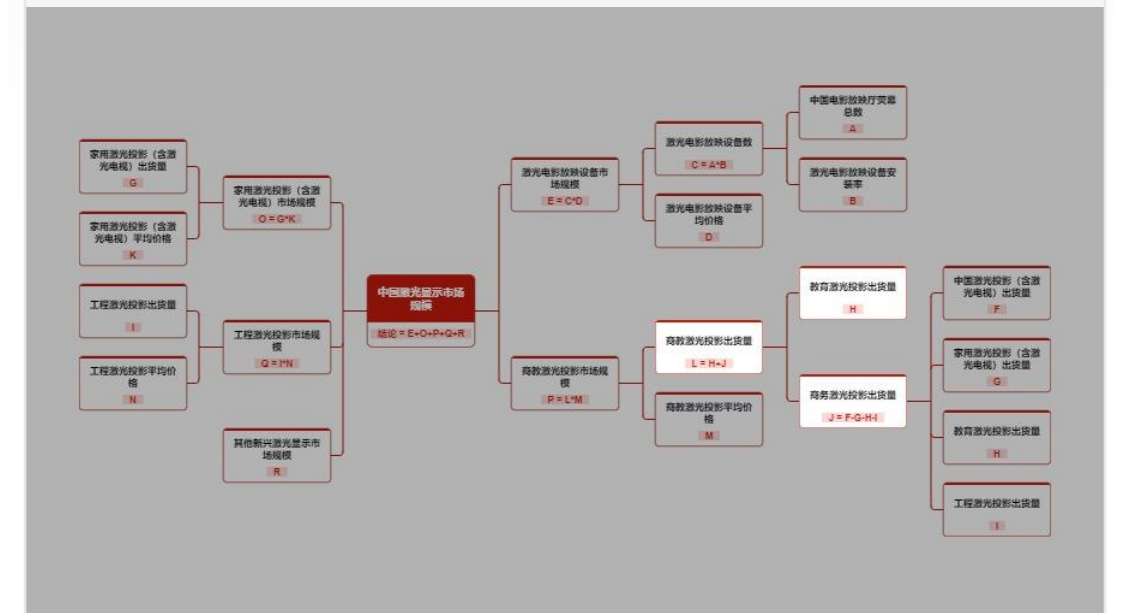 家用激光投影（含激
光电视）出货量
G
家用激光投影（含激
光电视）平均价格
K
家用激光投影（含激
光电视）市场规模
O = G*K
工程激光投影出货量
I
工程激光投影平均价
格
N
工程激光投影市场规
模
Q = I*N
其他新兴激光显示市
场规模
R
中国激光显示市场
规模
结论 = E+O+P+Q+R
激光电影放映设备市
场规模
E = C*D
激光电影放映设备数
C = A*B
中国电影放映厅荧幕
总数
A
激光电影放映设备安
装率
B
激光电影放映设备平
均价格
D
商教激光投影市场规
模
P = L*M
商教激光投影出货量
L = H+J
商教激光投影平均价
格
M
教育激光投影出货量
H
商务激光投影出货量
J = F-G-H-I
中国激光投影（含激
光电视）出货量
F
家用激光投影（含激
光电视）出货量
G
教育激光投影出货量
H
工程激光投影出货量
I